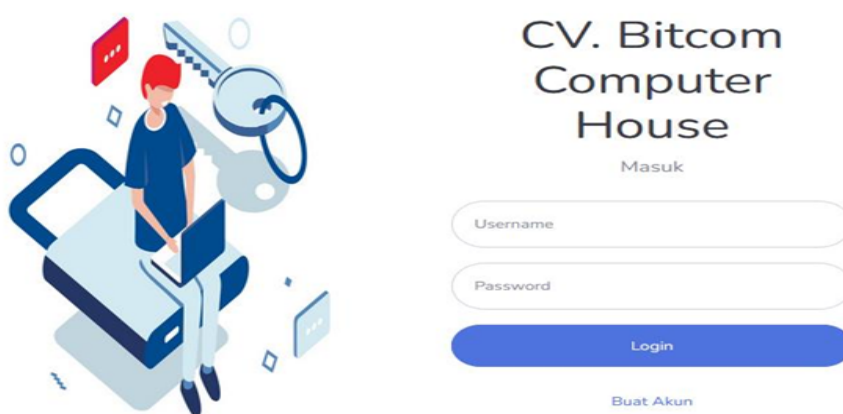 CV. Bitcom
Computer
House
Masuk
Username
Password
Login
Buat Akun